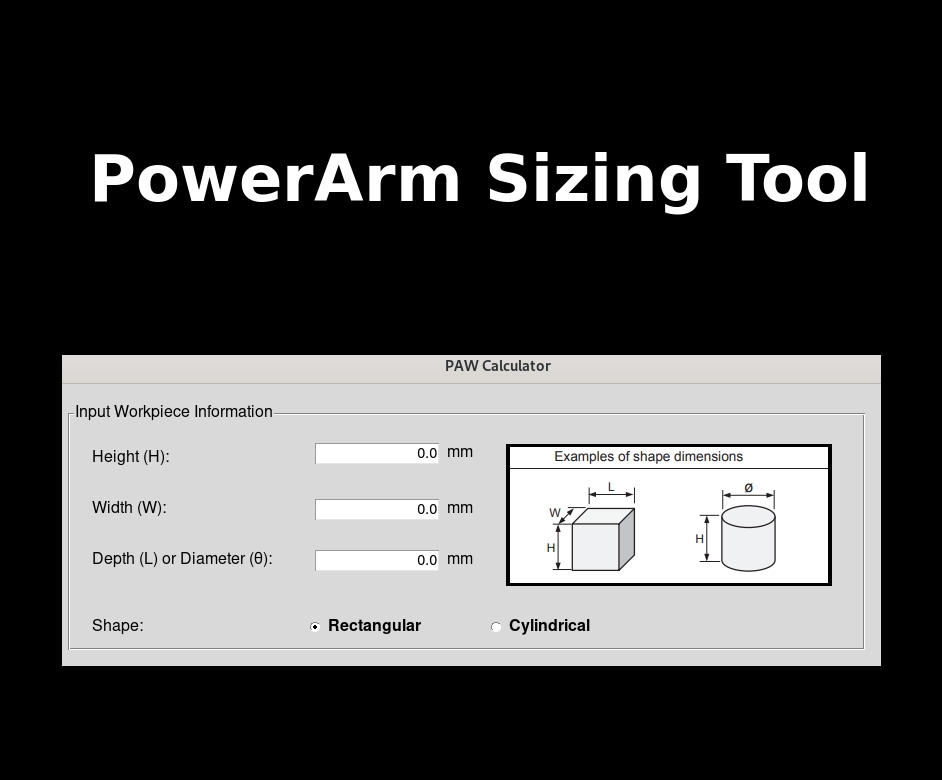 PowerArm Sizing Tool
PAW Calculator
Input Workpiece Information
Height (H): 0.0 mm
Width (W): 0.0 mm
Depth (L) or Diameter (θ): 0.0 mm
Shape: Rectangular Cylindrical
Examples of shape dimensions
L
W
H
Ø
H